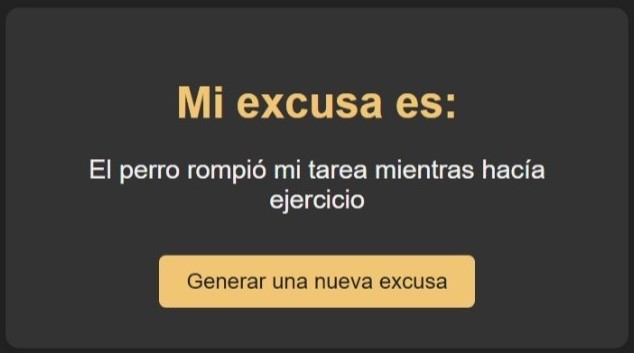 Mi excusa es:
El perro rompió mi tarea mientras hacía
ejercicio
Generar una nueva excusa